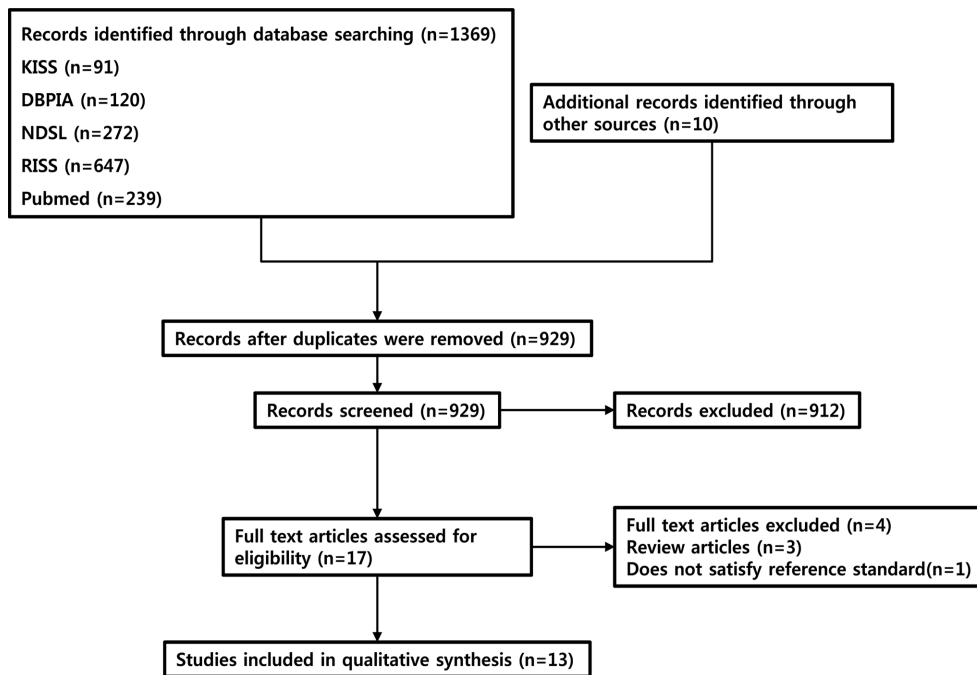 Records identified through database searching (n=1369)
KISS (n=91)
DBPIA (n=120)
NDSL (n=272)
RISS (n=647)
Pubmed (n=239)
Additional records identified through
other sources (n=10)
Records after duplicates were removed (n=929)
Records screened (n=929)
Records excluded (n=912)
Full text articles assessed for
eligibility (n=17)
Full text articles excluded (n=4)
Review articles (n=3)
Does not satisfy reference standard(n=1)
Studies included in qualitative synthesis (n=13)